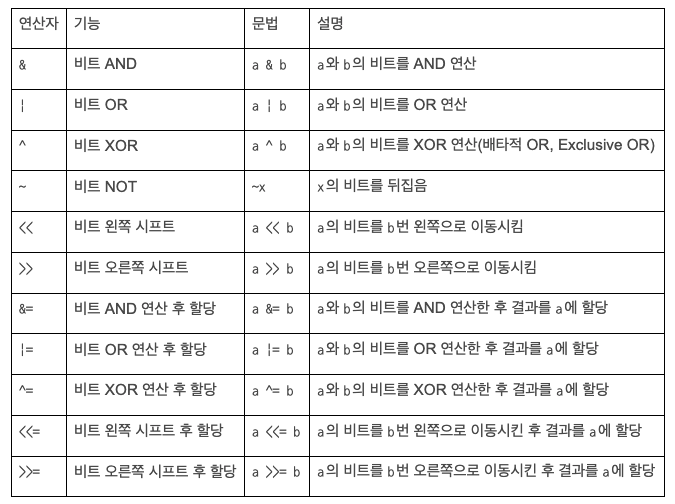 연산자 기능 문법 설명
& 비트 AND a & b a와 b의 비트를 AND 연산
| 비트 OR a | b a와 b의 비트를 OR 연산
^ 비트 XOR a ^ b a와 b의 비트를 XOR 연산(배타적 OR, Exclusive OR)
~ 비트 NOT ~x x의 비트를 뒤집음
<< 비트 왼쪽 시프트 a << b a의 비트를 b번 왼쪽으로 이동시킴
>> 비트 오른쪽 시프트 a >> b a의 비트를 b번 오른쪽으로 이동시킴
&= 비트 AND 연산 후 할당 a &= b a와 b의 비트를 AND 연산한 후 결과를 a에 할당
|= 비트 OR 연산 후 할당 a |= b a와 b의 비트를 OR 연산한 후 결과를 a에 할당
^= 비트 XOR 연산 후 할당 a ^= b a와 b의 비트를 XOR 연산한 후 결과를 a에 할당
<<= 비트 왼쪽 시프트 후 할당 a <<= b a의 비트를 b번 왼쪽으로 이동시킨 후 결과를 a에 할당
>>= 비트 오른쪽 시프트 후 할당 a >>= b a의 비트를 b번 오른쪽으로 이동시킨 후 결과를 a에 할당